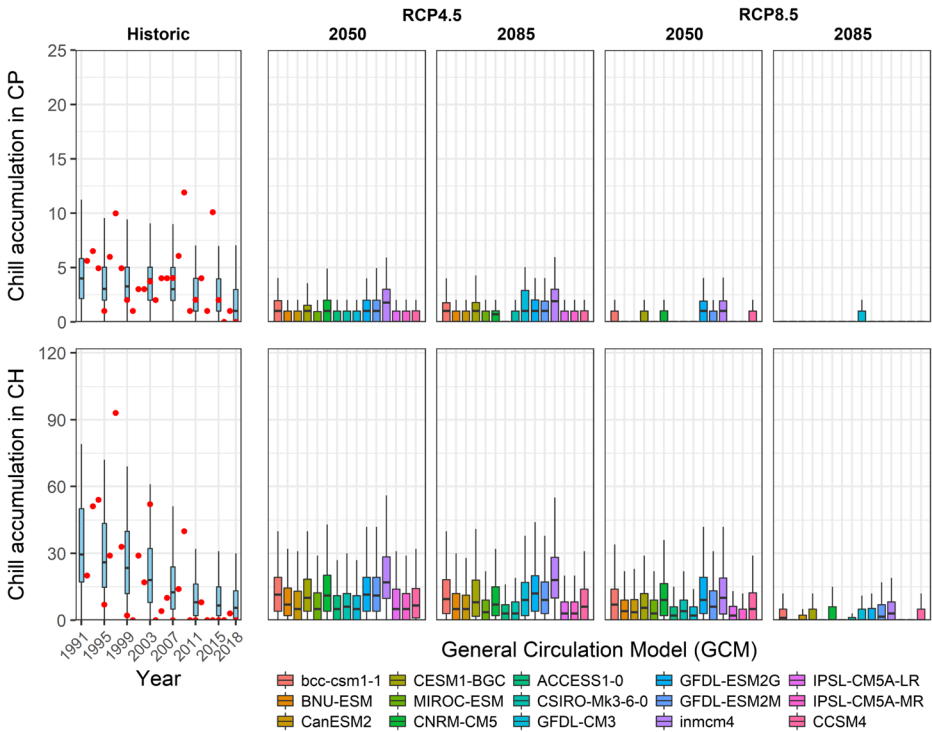 RCP4.5 RCP8.5
Historic 2050 2085 2050 2085
Chill accumulation in CP
25
20
15
10
5
0
Chill accumulation in CH
120
90
60
30
0
1991 1995 1999 2003 2007 2011 2015 2018
Year
General Circulation Model (GCM)
bcc-csm1-1 CESM1-BGC ACCESS1-0 GFDL-ESM2G IPSL-CM5A-LR
BNU-ESM MIROC-ESM CSIRO-Mk3-6-0 GFDL-ESM2M IPSL-CM5A-MR
CanESM2 CNRM-CM5 GFDL-CM3 inmcm4 CCSM4